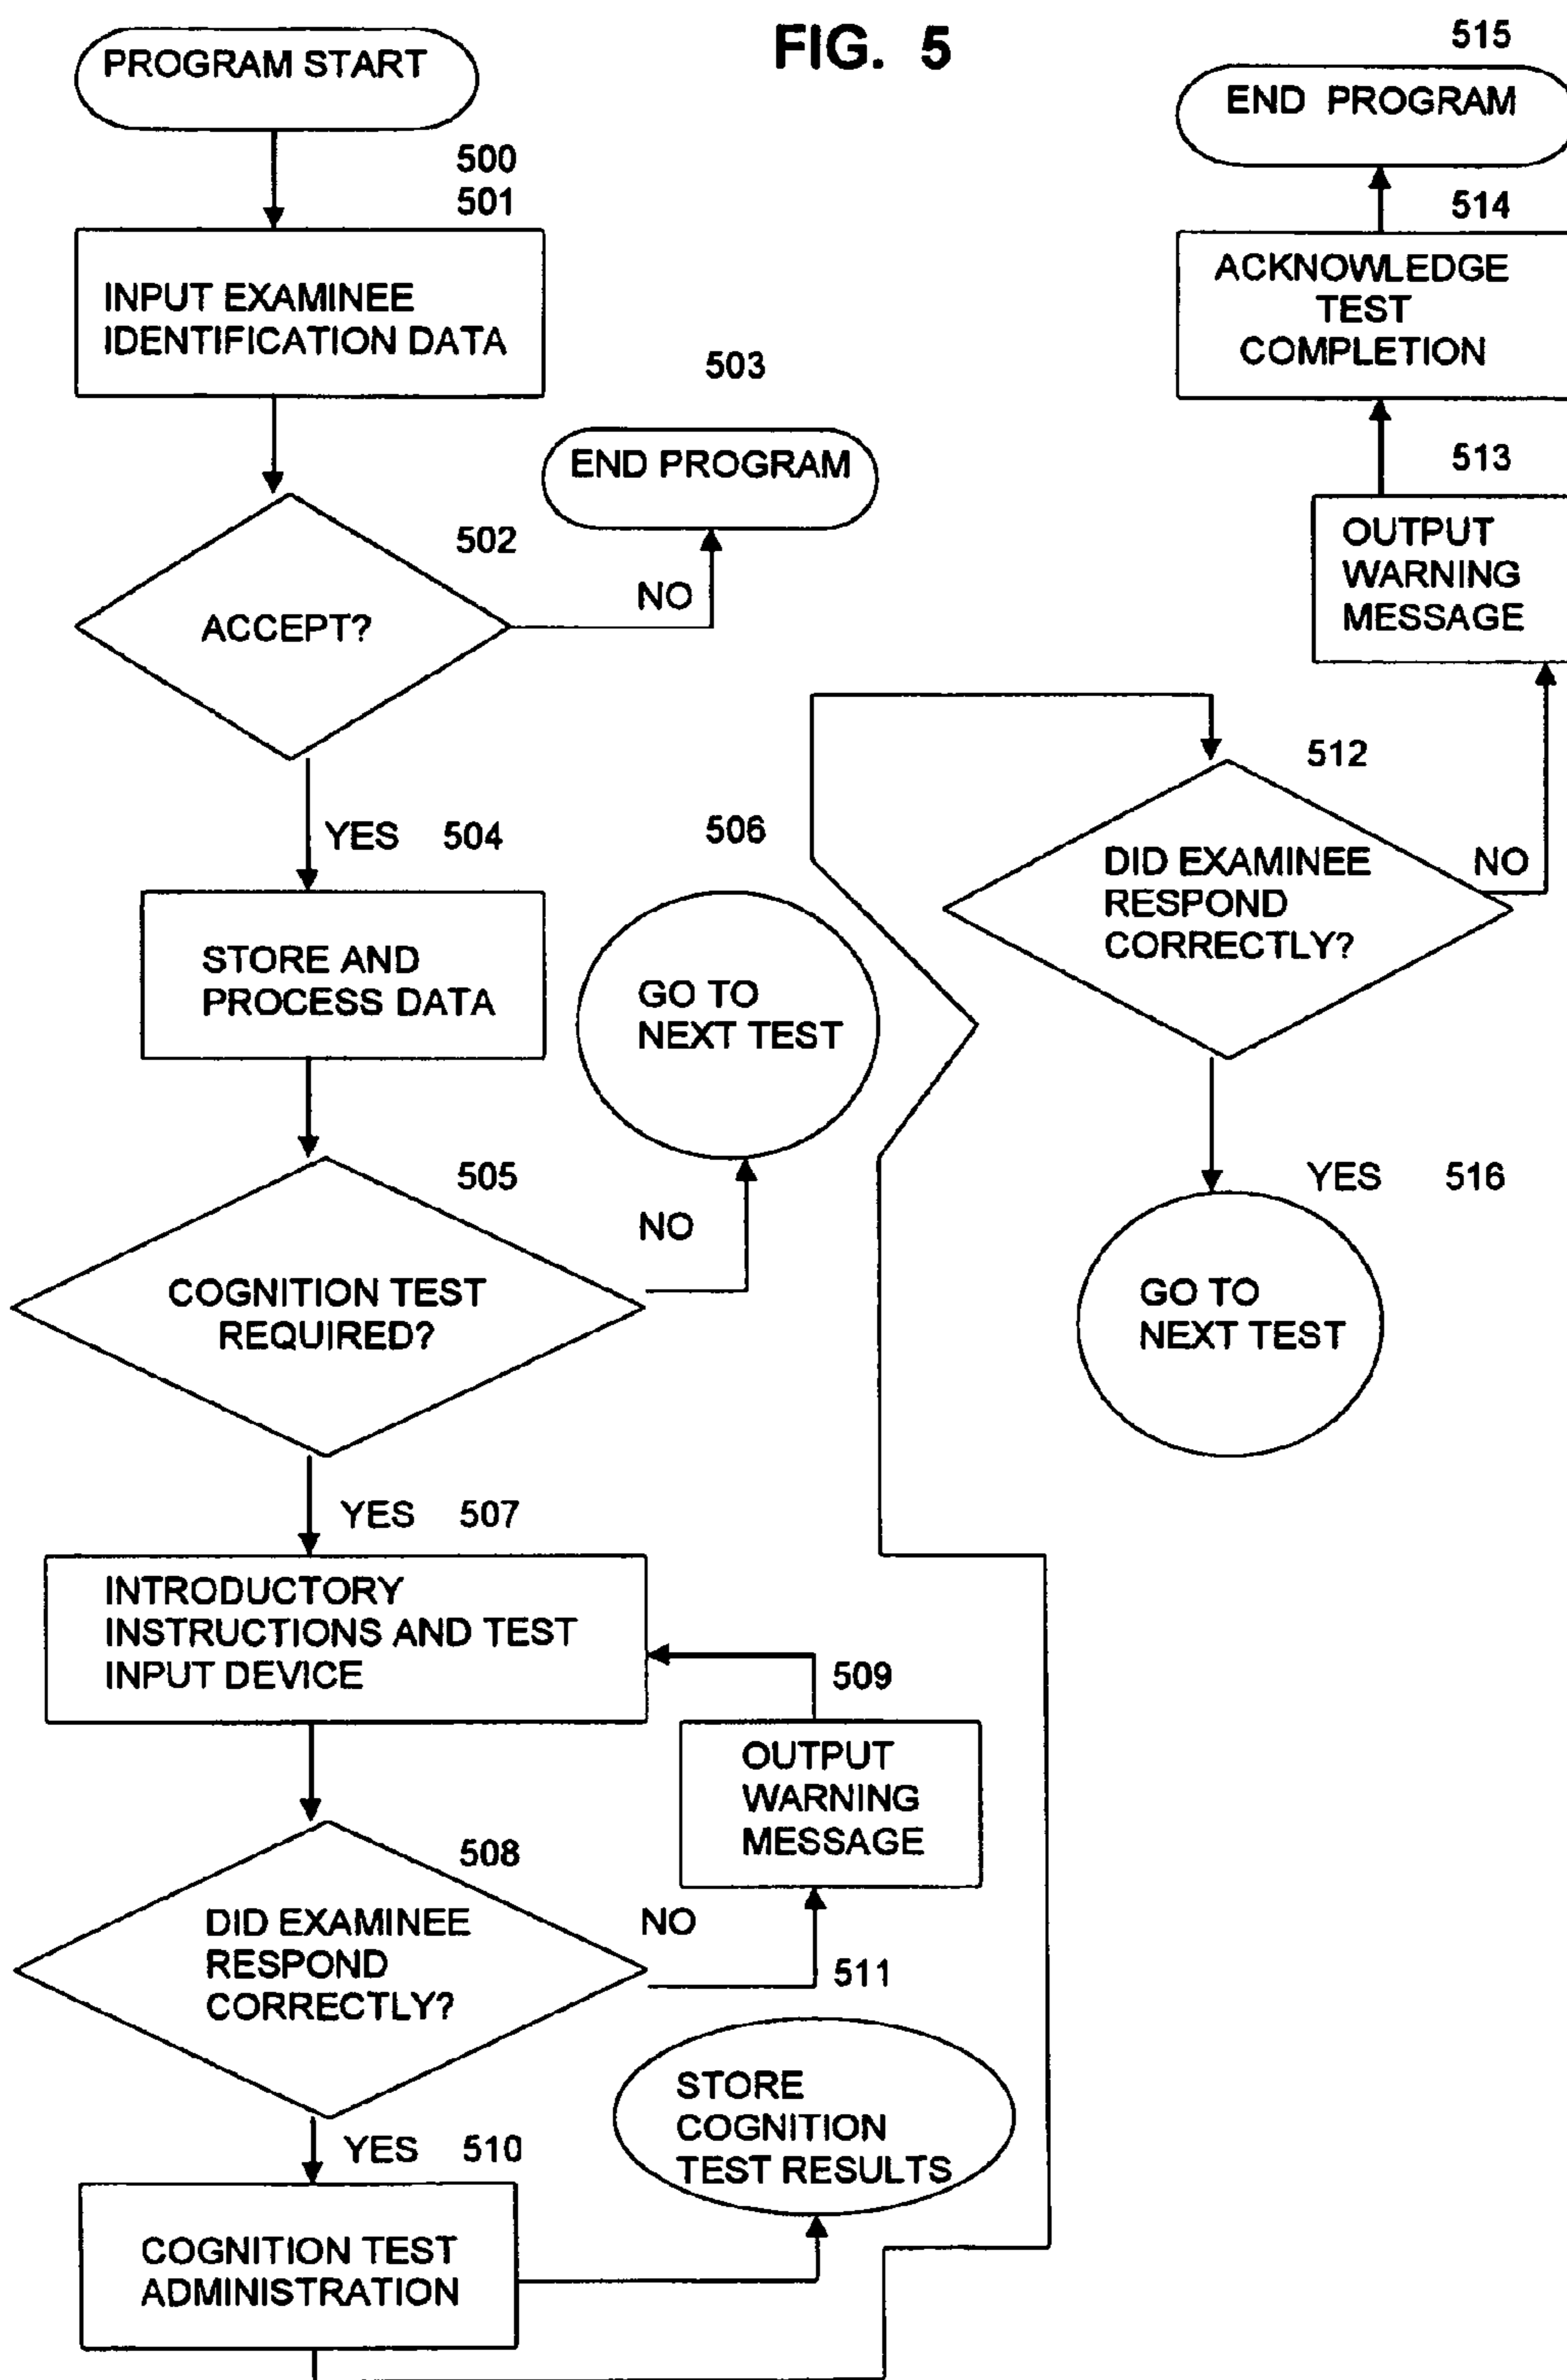 FIG. 5
PROGRAM START
500
501
INPUT EXAMINEE
IDENTIFICATION DATA
502
ACCEPT?
NO
503
END PROGRAM
YES 504
STORE AND
PROCESS DATA
505
COGNITION TEST
REQUIRED?
NO
506
GO TO
NEXT TEST
YES 507
INTRODUCTORY
INSTRUCTIONS AND TEST
INPUT DEVICE
508
DID EXAMINEE
RESPOND
CORRECTLY?
NO
509
OUTPUT
WARNING
MESSAGE
YES 510
COGNITION TEST
ADMINISTRATION
511
STORE
COGNITION
TEST RESULTS
512
DID EXAMINEE
RESPOND
CORRECTLY?
NO
513
OUTPUT
WARNING
MESSAGE
514
ACKNOWLEDGE
TEST
COMPLETION
515
END PROGRAM
YES 516
GO TO
NEXT TEST